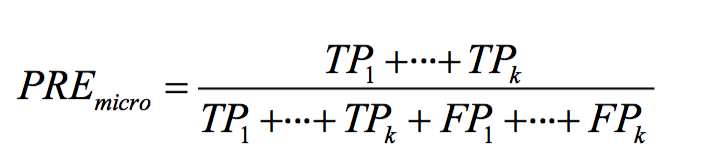 PRE_micro = (TP_1 +···+ TP_k) / (TP_1 +···+ TP_k + FP_1 +···+ FP_k)